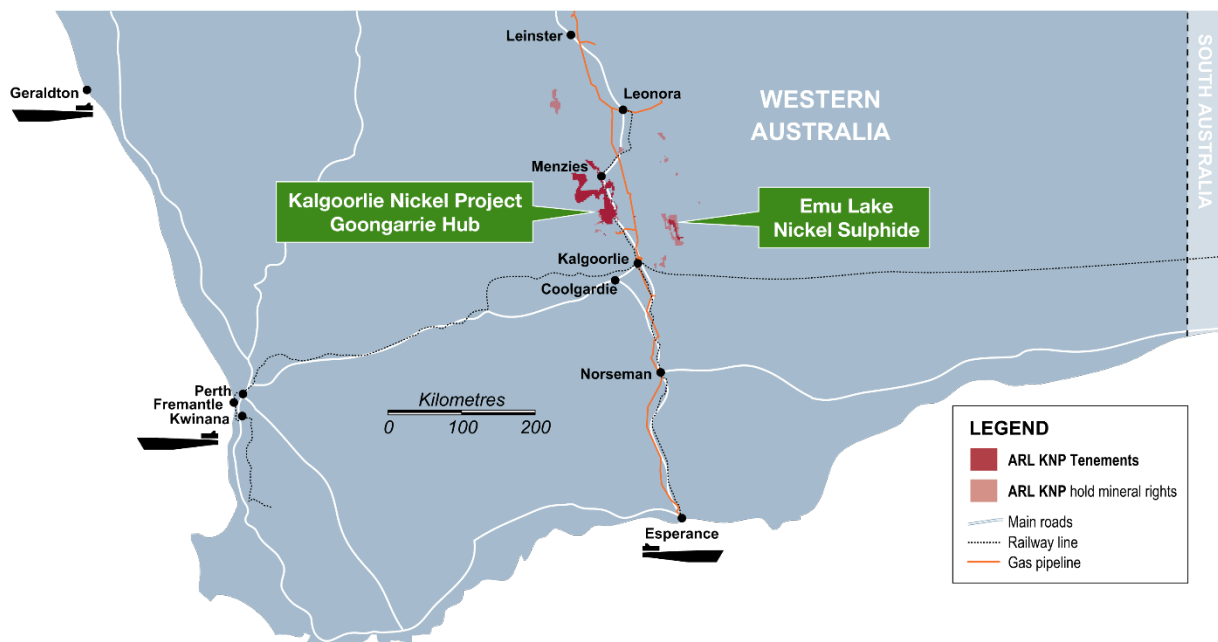 Leinster
Geraldton
Leonora
WESTERN
AUSTRALIA
SOUTH AUSTRALIA
Menzies
Kalgoorlie Nickel Project
Goongarrie Hub
Emu Lake
Nickel Sulphide
Kalgoorlie
Coolgardie
Norseman
Perth
Fremantle
Kwinana
Kilometres
0 100 200
Esperance
LEGEND
ARL KNP Tenements
ARL KNP hold mineral rights
Main roads
Railway line
Gas pipeline